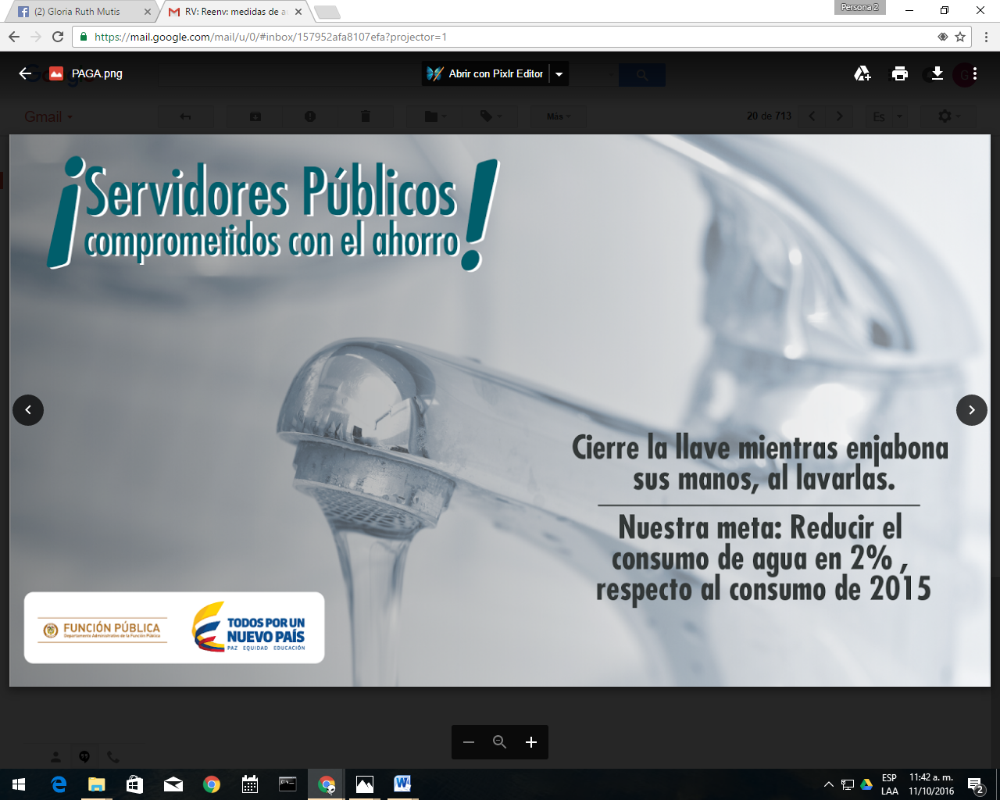 (2) Gloria Ruth Mutis
RV: Reenv: medidas de a
Persona 2
https://mail.google.com/mail/u/0/#inbox/157952afa8107efa?projector=1
PAGA.png
Abrir con Pixlr Editor
Gmail
Más
20 de 713
Es
¡Servidores Públicos
comprometidos con el ahorro!
Cierre la llave mientras enjabona
sus manos, al lavarlas.
Nuestra meta: Reducir el
consumo de agua en 2% ,
respecto al consumo de 2015
FUNCIÓN PÚBLICA
Departamento Administrativo de la Función Pública
TODOS POR UN
NUEVO PAÍS
PAZ EQUIDAD EDUCACIÓN
ESP
LAA
11:42 a. m.
11/10/2016
2